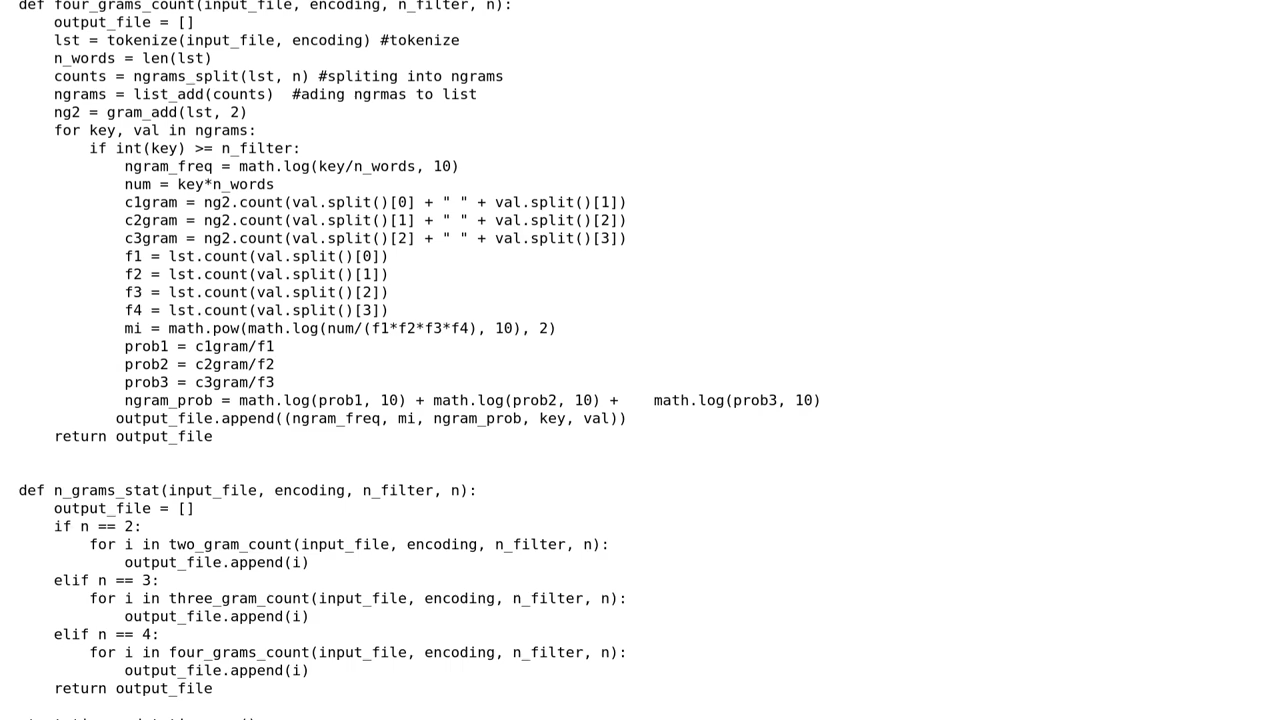 def four_grams_count(input_file, encoding, n_filter, n):
    output_file = []
    lst = tokenize(input_file, encoding) #tokenize
    n_words = len(lst)
    counts = ngrams_split(lst, n) #spliting into ngrams
    ngrams = list_add(counts)  #ading ngrmas to list
    ng2 = gram_add(lst, 2)
    for key, val in ngrams:
        if int(key) >= n_filter:
            ngram_freq = math.log(key/n_words, 10)
            num = key*n_words
            c1gram = ng2.count(val.split()[0] + " " + val.split()[1])
            c2gram = ng2.count(val.split()[1] + " " + val.split()[2])
            c3gram = ng2.count(val.split()[2] + " " + val.split()[3])
            f1 = lst.count(val.split()[0])
            f2 = lst.count(val.split()[1])
            f3 = lst.count(val.split()[2])
            f4 = lst.count(val.split()[3])
            mi = math.pow(math.log(num/(f1*f2*f3*f4), 10), 2)
            prob1 = c1gram/f1
            prob2 = c2gram/f2
            prob3 = c3gram/f3
            ngram_prob = math.log(prob1, 10) + math.log(prob2, 10) +    math.log(prob3, 10)
           output_file.append((ngram_freq, mi, ngram_prob, key, val))
    return output_file


def n_grams_stat(input_file, encoding, n_filter, n):
    output_file = []
    if n == 2:
        for i in two_gram_count(input_file, encoding, n_filter, n):
            output_file.append(i)
    elif n == 3:
        for i in three_gram_count(input_file, encoding, n_filter, n):
            output_file.append(i)
    elif n == 4:
        for i in four_grams_count(input_file, encoding, n_filter, n):
            output_file.append(i)
    return output_file